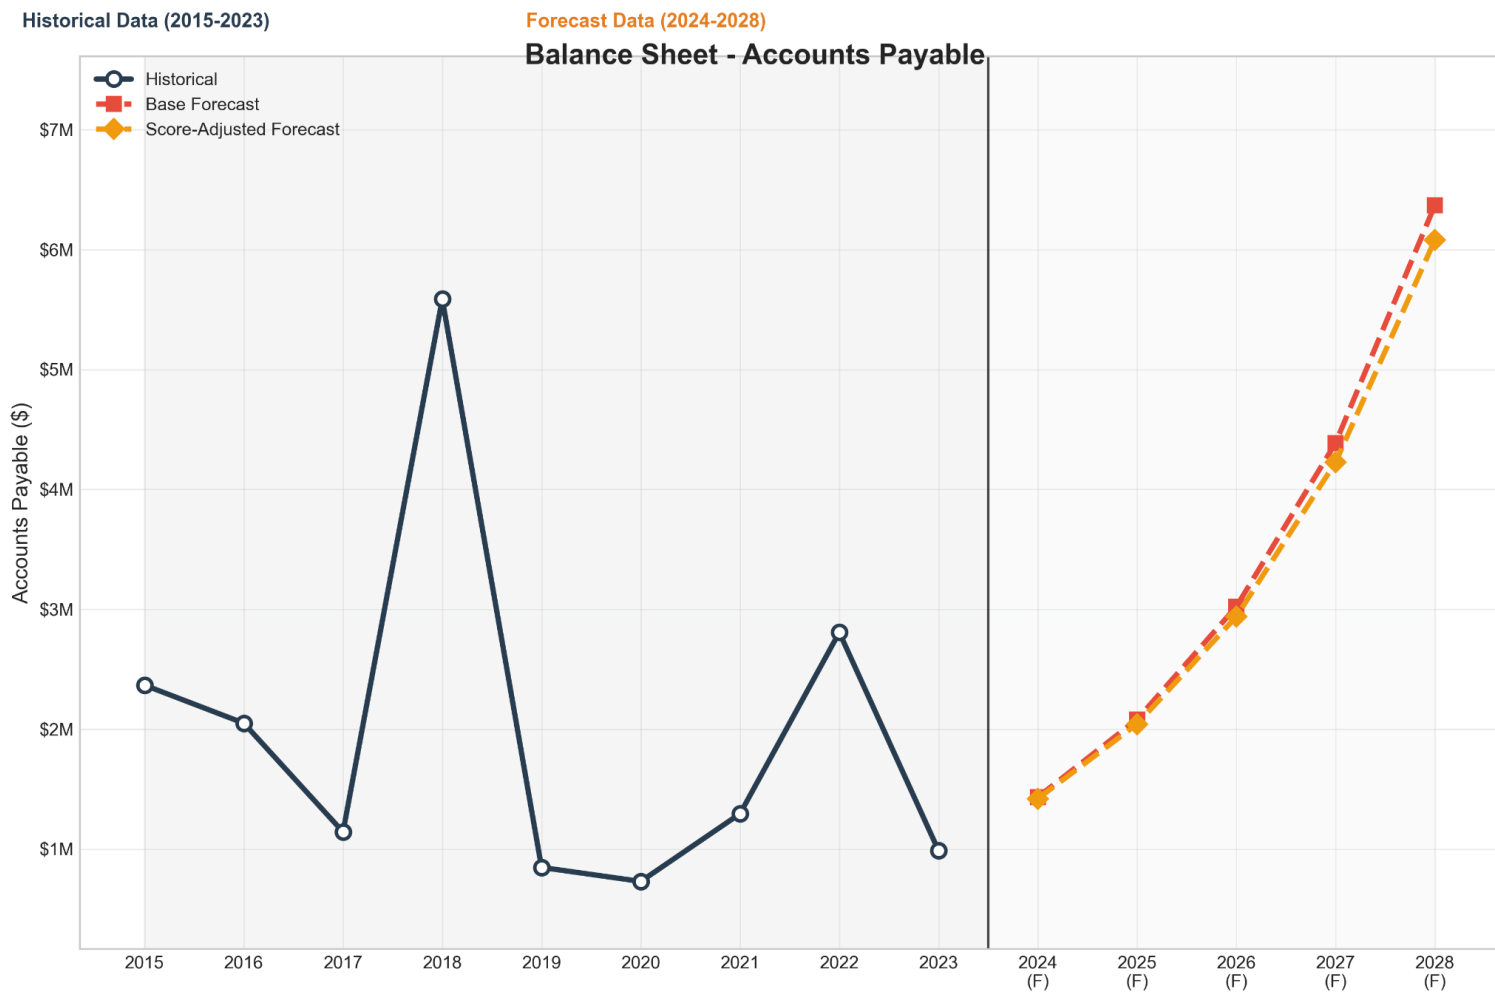 Historical Data (2015-2023)
Forecast Data (2024-2028)
Balance Sheet - Accounts Payable
Historical
Base Forecast
Score-Adjusted Forecast
Accounts Payable ($)
$7M
$6M
$5M
$4M
$3M
$2M
$1M
2015 2016 2017 2018 2019 2020 2021 2022 2023 2024 2025 2026 2027 2028
(F) (F) (F) (F) (F)